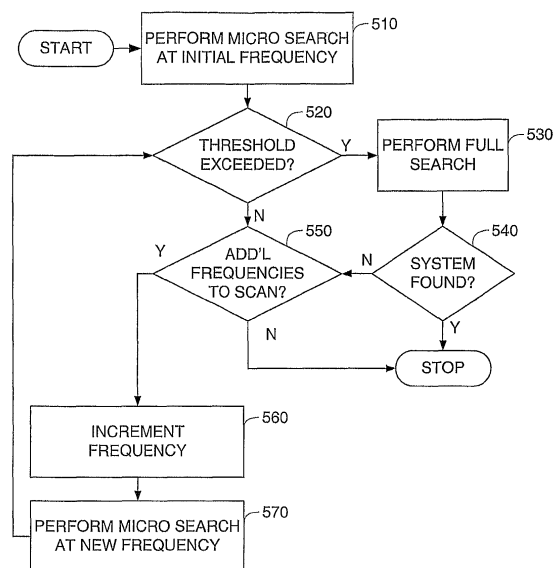 START
PERFORM MICRO SEARCH
AT INITIAL FREQUENCY
510
520
THRESHOLD
EXCEEDED?
Y
PERFORM FULL
SEARCH
530
N
550
540
Y
ADD'L
FREQUENCIES
TO SCAN?
N
SYSTEM
FOUND?
N
Y
STOP
INCREMENT
FREQUENCY
560
PERFORM MICRO SEARCH
AT NEW FREQUENCY
570